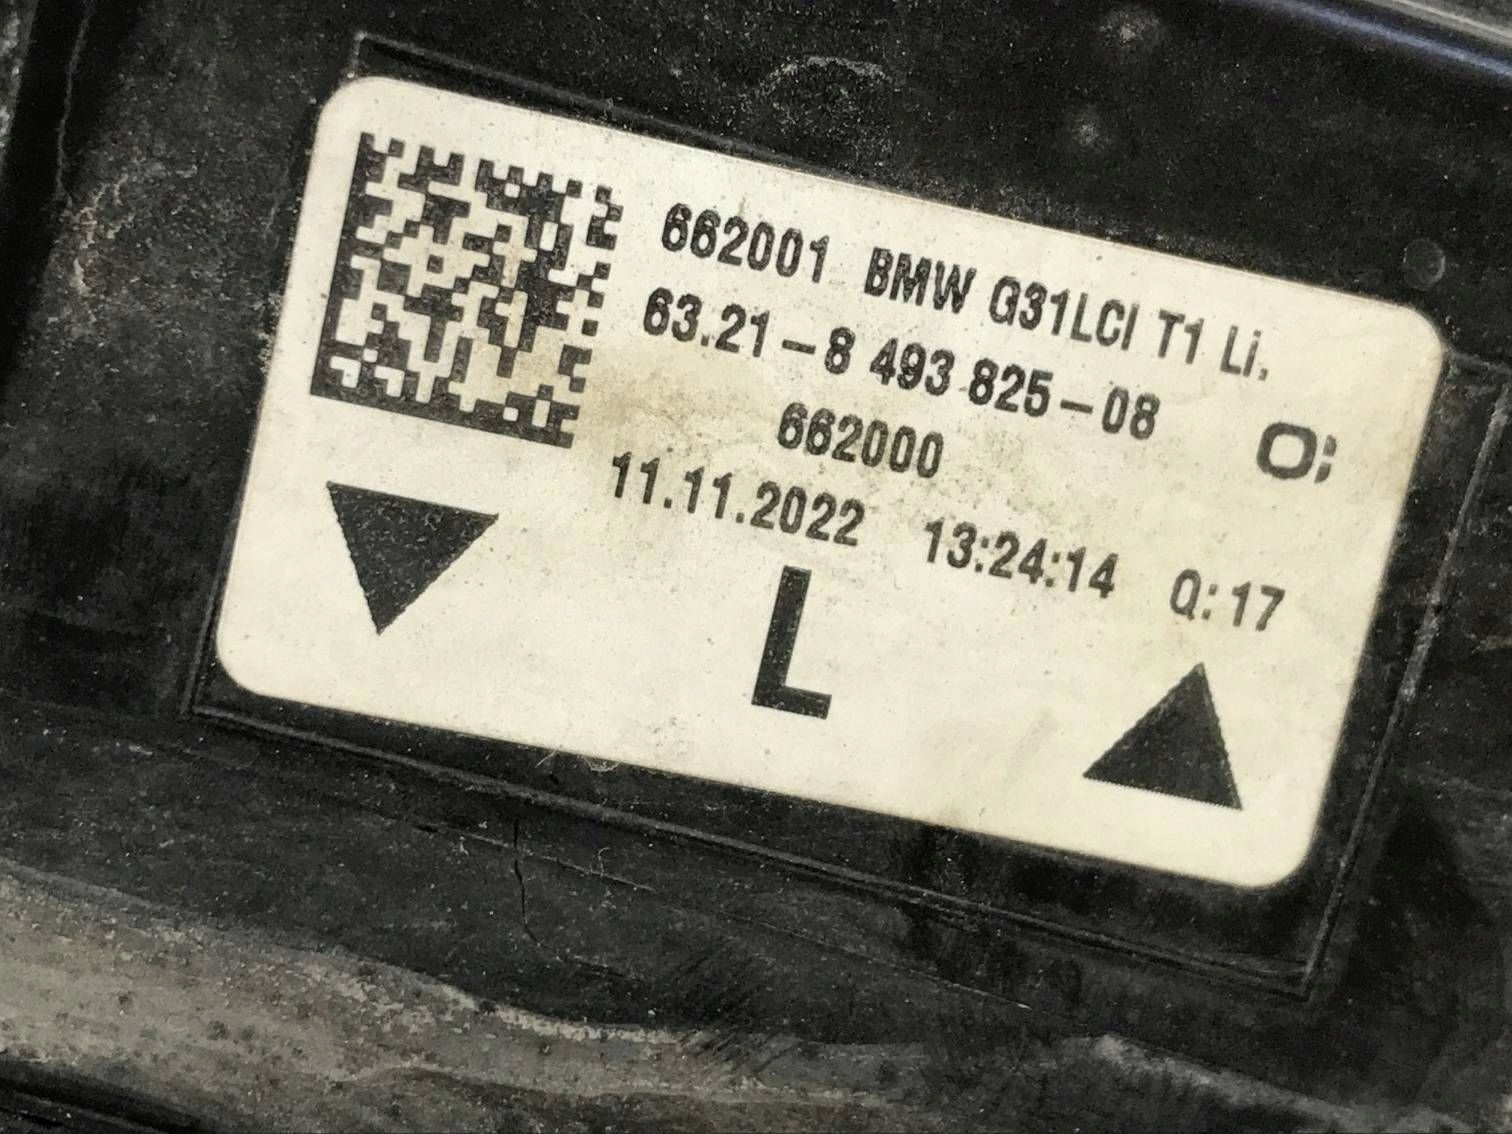 662001 BMW G31LCI T1 Li.
63.21-8 493 825-08
662000
11.11.2022 13:24:14 Q:17
L